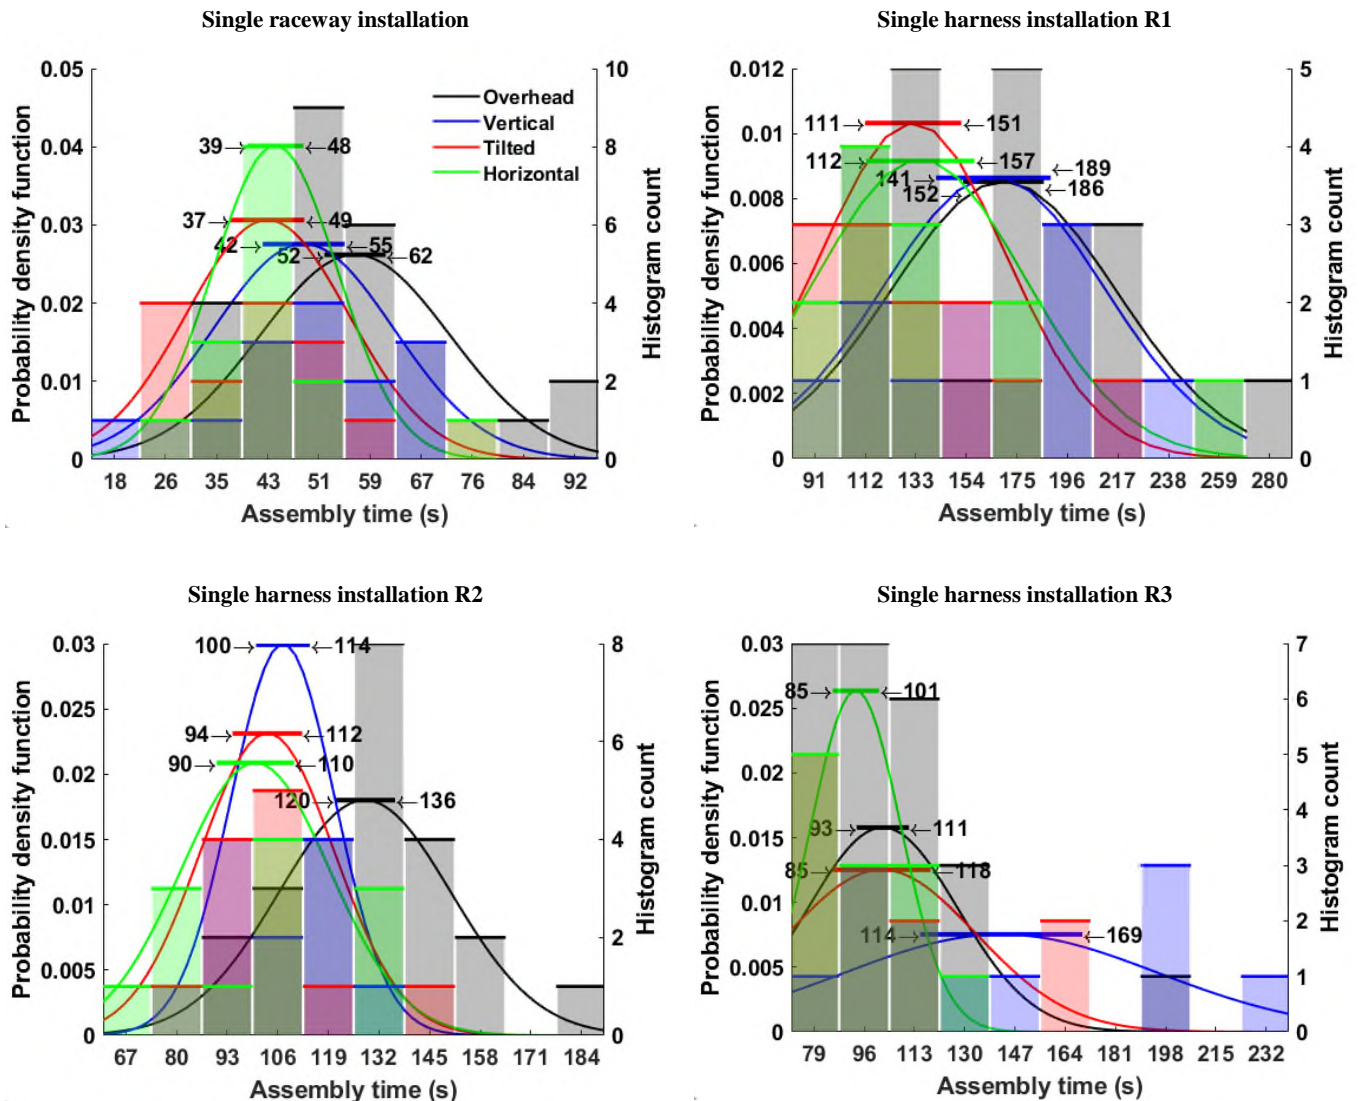 Single raceway installation
0.05
0.04
0.03
0.02
0.01
0
Probability density function
10
8
6
4
2
0
Histogram count
Overhead
Vertical
Tilted
Horizontal
39→ ←48
37→ ←49
42→ ←55
52→ ←62
18 26 35 43 51 59 67 76 84 92
Assembly time (s)
Single harness installation R1
0.012
0.01
0.008
0.006
0.004
0.002
0
Probability density function
5
4
3
2
1
0
Histogram count
111→ ←151
112→ ←157
141→ ←189
152→ ←186
91 112 133 154 175 196 217 238 259 280
Assembly time (s)
Single harness installation R2
0.03
0.025
0.02
0.015
0.01
0.005
0
Probability density function
8
6
4
2
0
Histogram count
100→ ←114
94→ ←112
90→ ←110
120→ ←136
67 80 93 106 119 132 145 158 171 184
Assembly time (s)
Single harness installation R3
0.03
0.025
0.02
0.015
0.01
0.005
0
Probability density function
7
6
5
4
3
2
1
0
Histogram count
85→ ←101
93→ ←111
85→ ←118
114→ ←169
79 96 113 130 147 164 181 198 215 232
Assembly time (s)